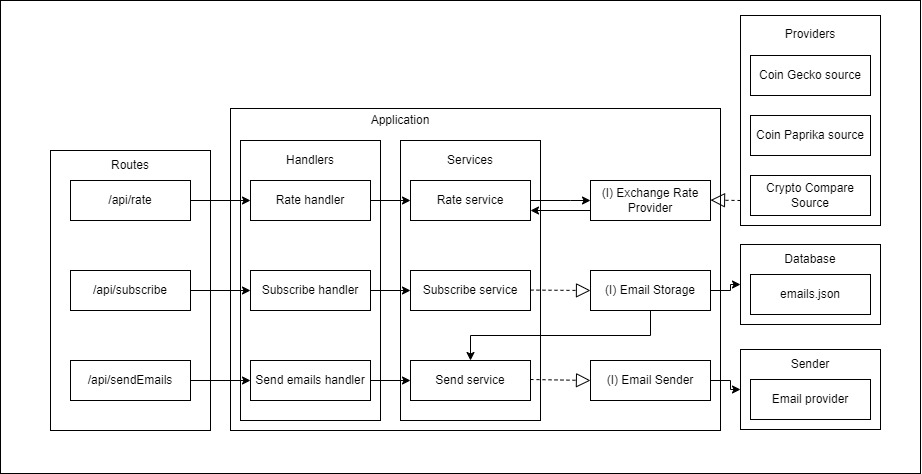 Providers
Coin Gecko source
Coin Paprika source
Crypto Compare
Source
Application
Routes
Handlers
Services
/api/rate
Rate handler
Rate service
(I) Exchange Rate
Provider
Database
/api/subscribe
Subscribe handler
Subscribe service
(I) Email Storage
emails.json
Sender
/api/sendEmails
Send emails handler
Send service
(I) Email Sender
Email provider